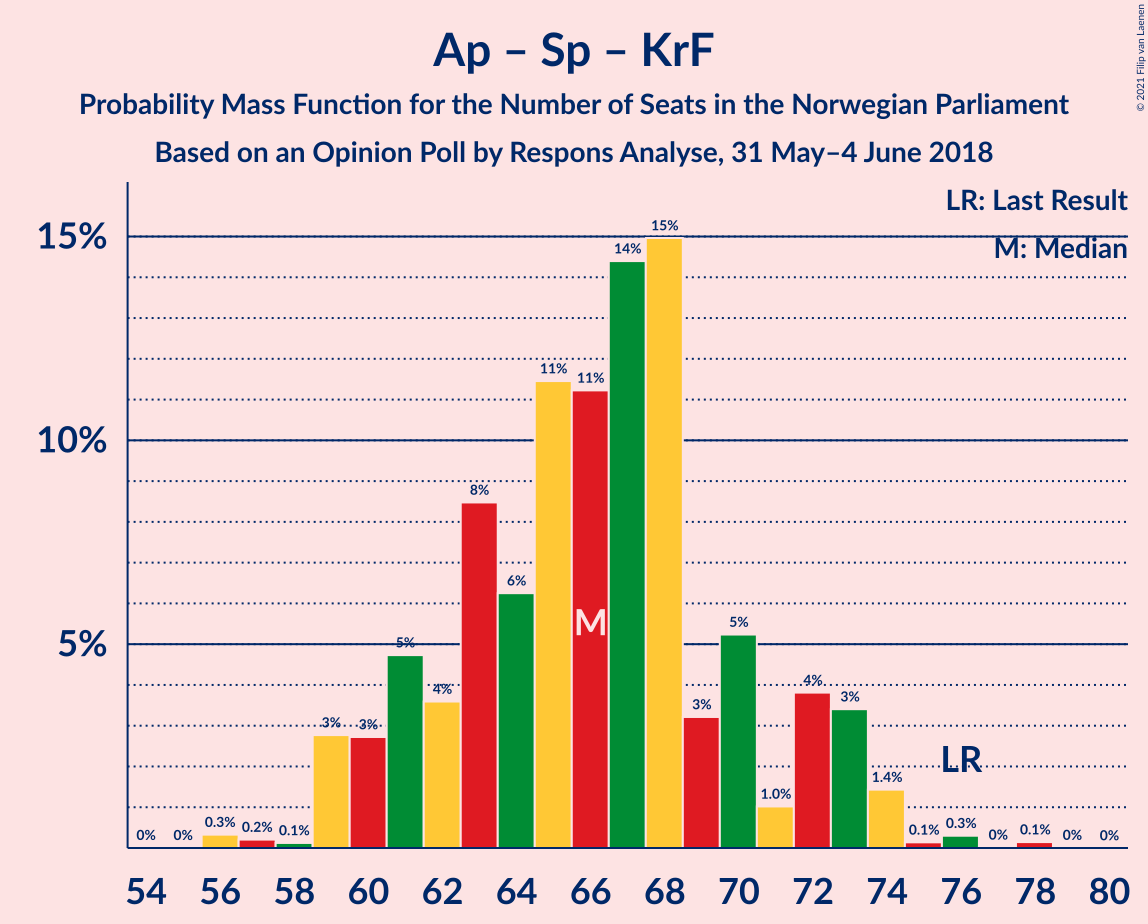 Ap – Sp – KrF
Probability Mass Function for the Number of Seats in the Norwegian Parliament
Based on an Opinion Poll by Respons Analyse, 31 May–4 June 2018
© 2021 Filip van Laenen
LR: Last Result
M: Median
15%
10%
5%
0% 0% 0.3% 0.2% 0.1% 3% 3% 5% 4% 8% 6% 11% 11% 14% 15% 3% 5% 1.0% 4% 3% 1.4% 0.1% 0.3% 0% 0.1% 0% 0%
M
LR
54 56 58 60 62 64 66 68 70 72 74 76 78 80